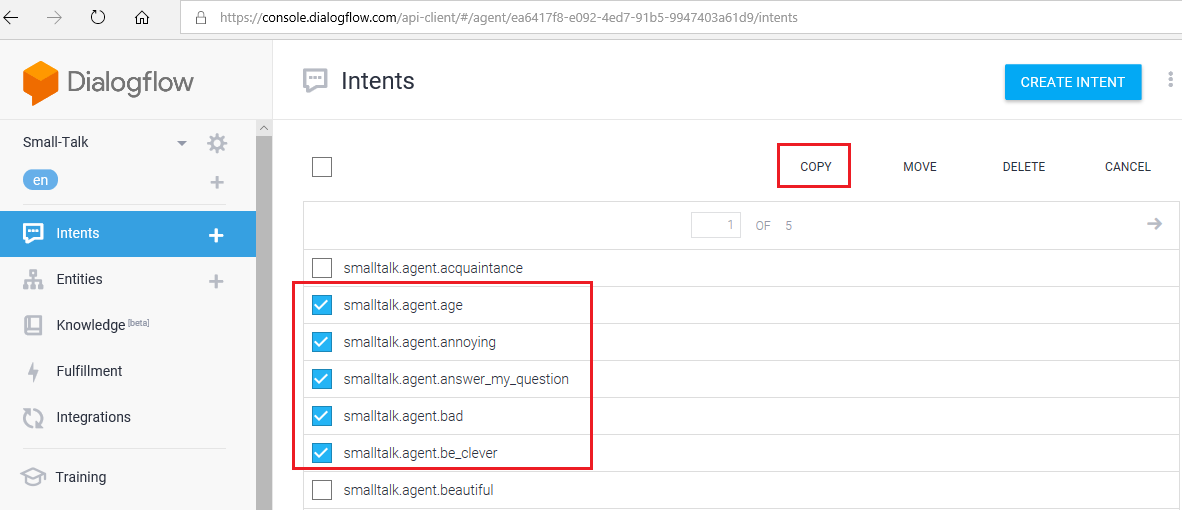 https://console.dialogflow.com/api-client/#/agent/ea6417f8-e092-4ed7-91b5-9947403a61d9/intents
Dialogflow
Intents
CREATE INTENT
Small-Talk
en
COPY MOVE DELETE CANCEL
1 OF 5
Intents
Entities
Knowledge [beta]
Fulfillment
Integrations
Training
smalltalk.agent.acquaintance
smalltalk.agent.age
smalltalk.agent.annoying
smalltalk.agent.answer_my_question
smalltalk.agent.bad
smalltalk.agent.be_clever
smalltalk.agent.beautiful